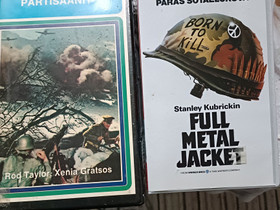 PARTISAANIT
Rod Taylor, Xenia Gratsos
PARAS SOTAELOKUVA
BORN TO
KILL
Stanley Kubrickin
FULL
METAL
JACKET